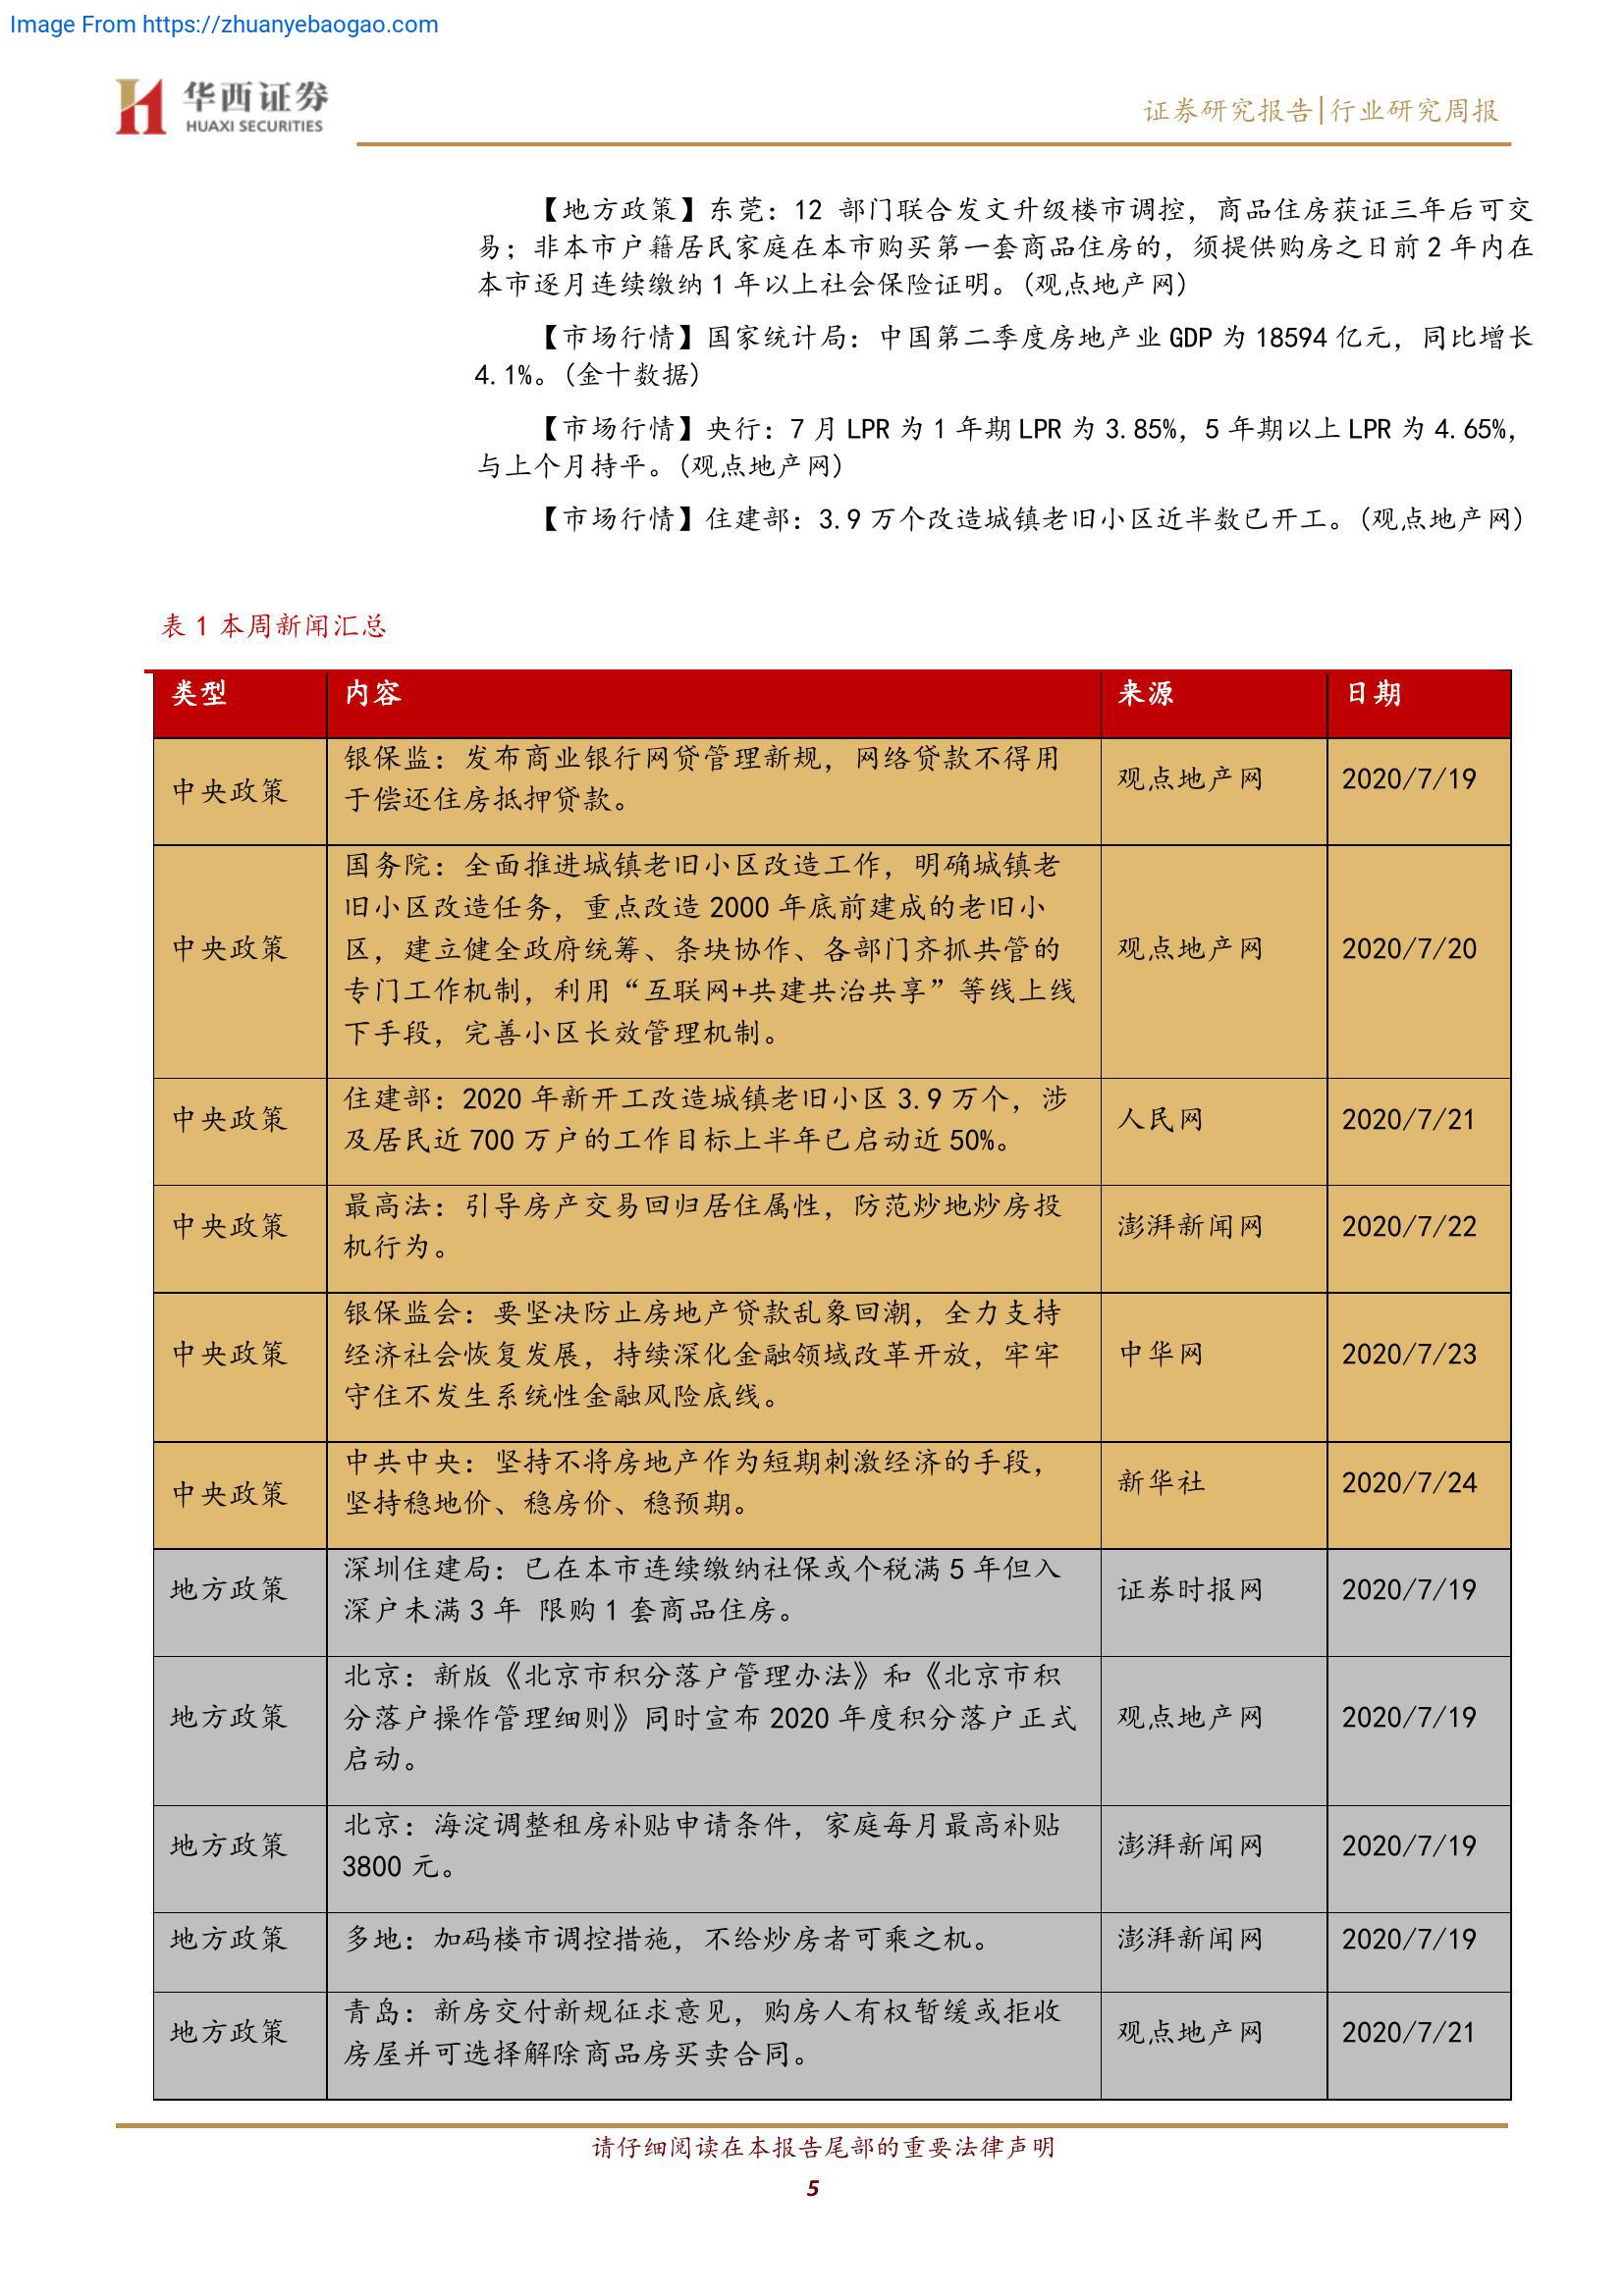 Image From https://zhuanyebaogao.com
华西证券
HUAXI SECURITIES
证券研究报告|行业研究周报
【地方政策】东莞：12 部门联合发文升级楼市调控，商品住房获证三年后可交
易；非本市户籍居民家庭在本市购买第一套商品住房的，须提供购房之日前 2 年内在
本市逐月连续缴纳 1 年以上社会保险证明。(观点地产网)
【市场行情】国家统计局：中国第二季度房地产业 GDP 为 18594 亿元，同比增长
4.1%。(金十数据)
【市场行情】央行：7 月 LPR 为 1 年期 LPR 为 3.85%，5 年期以上 LPR 为 4.65%，
与上个月持平。(观点地产网)
【市场行情】住建部：3.9 万个改造城镇老旧小区近半数已开工。(观点地产网)
表 1 本周新闻汇总
类型 内容 来源 日期
中央政策 银保监：发布商业银行网贷管理新规，网络贷款不得用 观点地产网 2020/7/19
于偿还住房抵押贷款。
国务院：全面推进城镇老旧小区改造工作，明确城镇老
旧小区改造任务，重点改造 2000 年底前建成的老旧小
中央政策 区，建立健全政府统筹、条块协作、各部门齐抓共管的 观点地产网 2020/7/20
专门工作机制，利用“互联网+共建共治共享”等线上线
下手段，完善小区长效管理机制。
中央政策 住建部：2020 年新开工改造城镇老旧小区 3.9 万个，涉 人民网 2020/7/21
及居民近 700 万户的工作目标上半年已启动近 50%。
中央政策 最高法：引导房产交易回归居住属性，防范炒地炒房投 澎湃新闻网 2020/7/22
机行为。
银保监会：要坚决防止房地产贷款乱象回潮，全力支持
中央政策 经济社会恢复发展，持续深化金融领域改革开放，牢牢 中华网 2020/7/23
守住不发生系统性金融风险底线。
中央政策 中共中央：坚持不将房地产作为短期刺激经济的手段， 新华社 2020/7/24
坚持稳地价、稳房价、稳预期。
地方政策 深圳住建局：已在本市连续缴纳社保或个税满 5 年但入 证券时报网 2020/7/19
深户未满 3 年 限购 1 套商品住房。
北京：新版《北京市积分落户管理办法》和《北京市积
地方政策 分落户操作管理细则》同时宣布 2020 年度积分落户正式 观点地产网 2020/7/19
启动。
地方政策 北京：海淀调整租房补贴申请条件，家庭每月最高补贴 澎湃新闻网 2020/7/19
3800 元。
地方政策 多地：加码楼市调控措施，不给炒房者可乘之机。 澎湃新闻网 2020/7/19
地方政策 青岛：新房交付新规征求意见，购房人有权暂缓或拒收 观点地产网 2020/7/21
房屋并可选择解除商品房买卖合同。
请仔细阅读在本报告尾部的重要法律声明
5